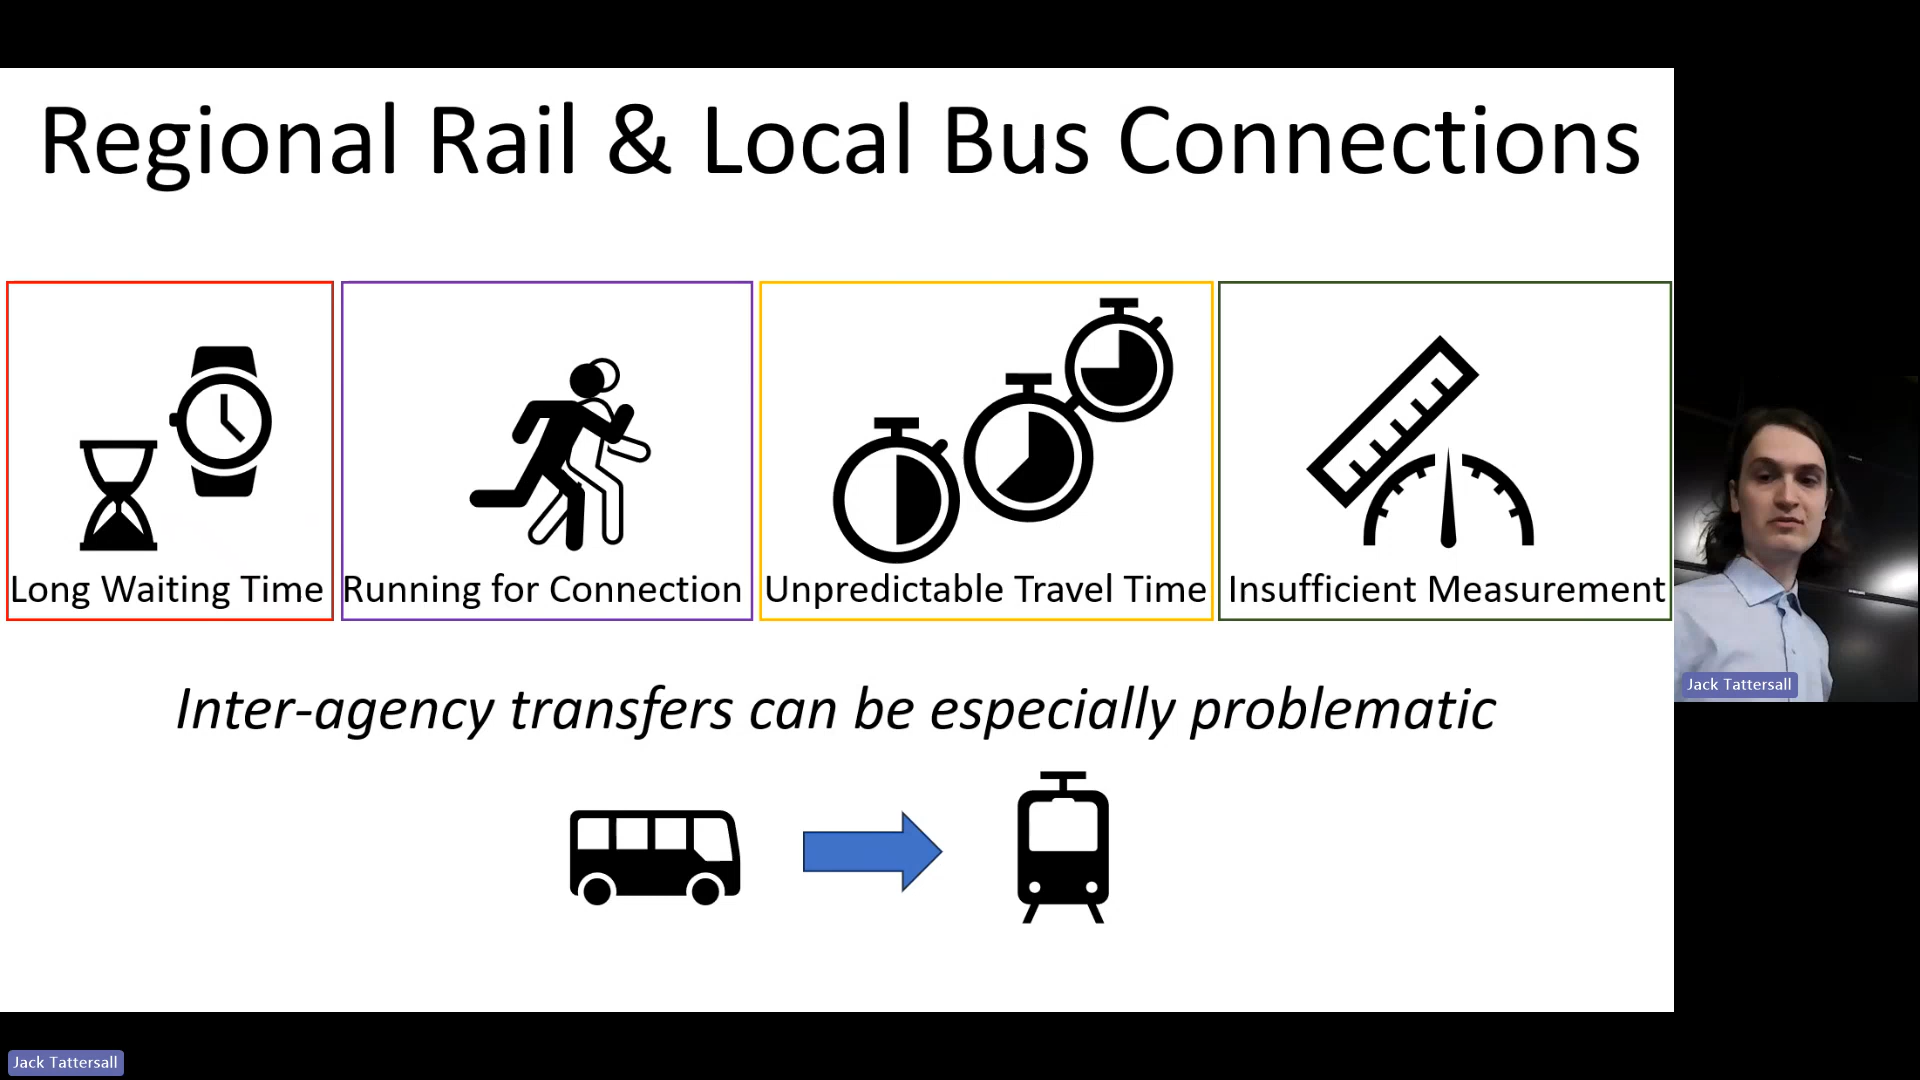 Regional Rail & Local Bus Connections
Long Waiting Time
Running for Connection
Unpredictable Travel Time
Insufficient Measurement
Inter-agency transfers can be especially problematic
Jack Tattersall
Jack Tattersall